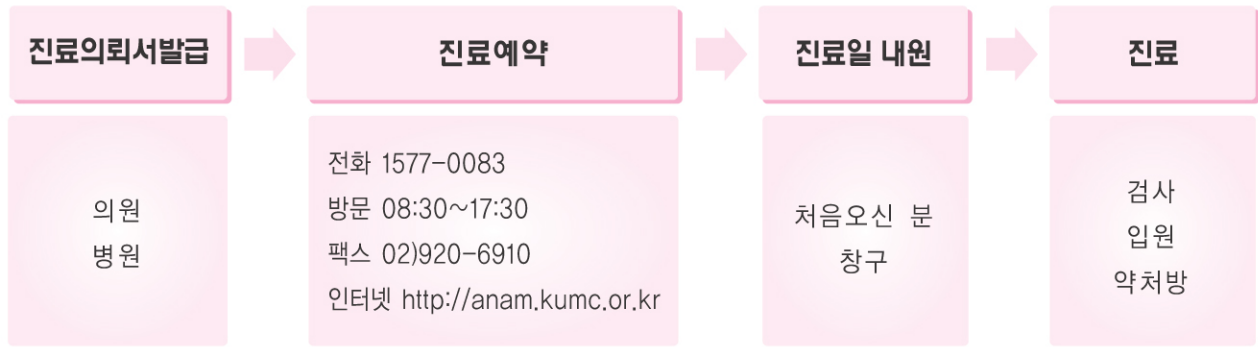 진료의뢰서발급
의원
병원
진료예약
전화 1577-0083
방문 08:30~17:30
팩스 02)920-6910
인터넷 http://anam.kumc.or.kr
진료일 내원
처음오신 분
창구
진료
검사
입원
약처방